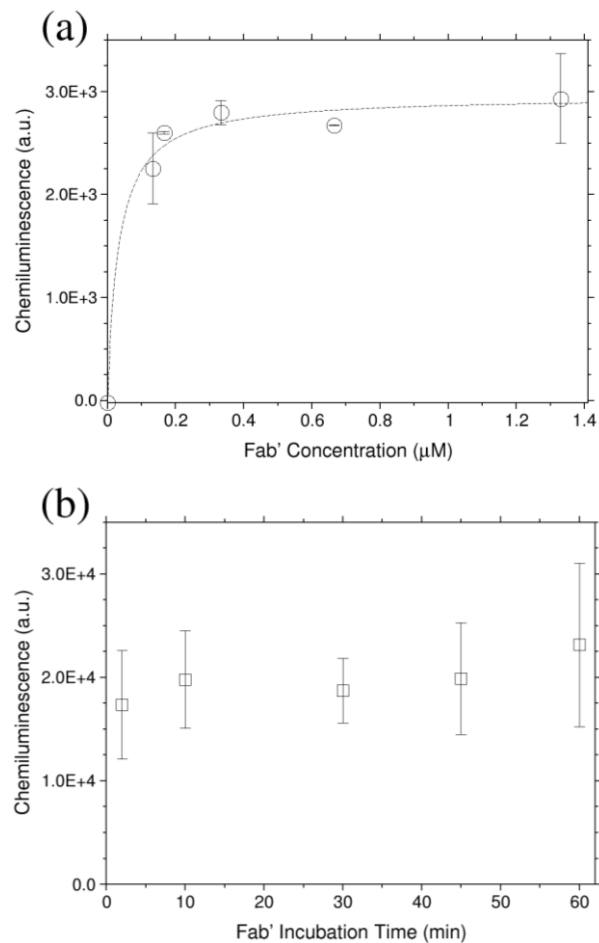 (a)
Chemiluminescence (a.u.)
3.0E+3
2.0E+3
1.0E+3
0.0
0 0.2 0.4 0.6 0.8 1 1.2 1.4
Fab' Concentration (μM)
(b)
Chemiluminescence (a.u.)
3.0E+4
2.0E+4
1.0E+4
0.0
0 10 20 30 40 50 60
Fab' Incubation Time (min)